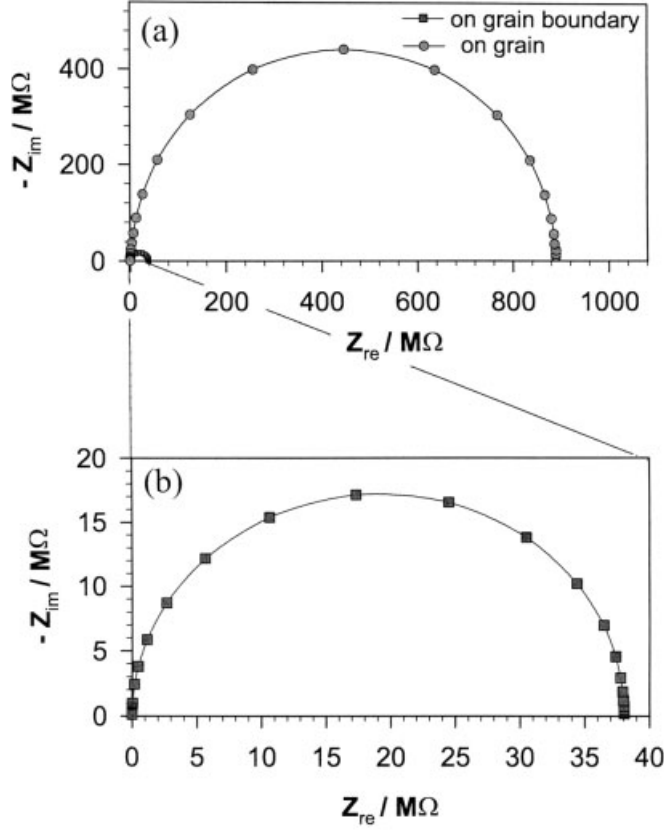 (a)
on grain boundary
on grain
- Z_im / MΩ
400
200
0
0 200 400 600 800 1000
Z_re / MΩ
(b)
- Z_im / MΩ
20
15
10
5
0
0 5 10 15 20 25 30 35 40
Z_re / MΩ